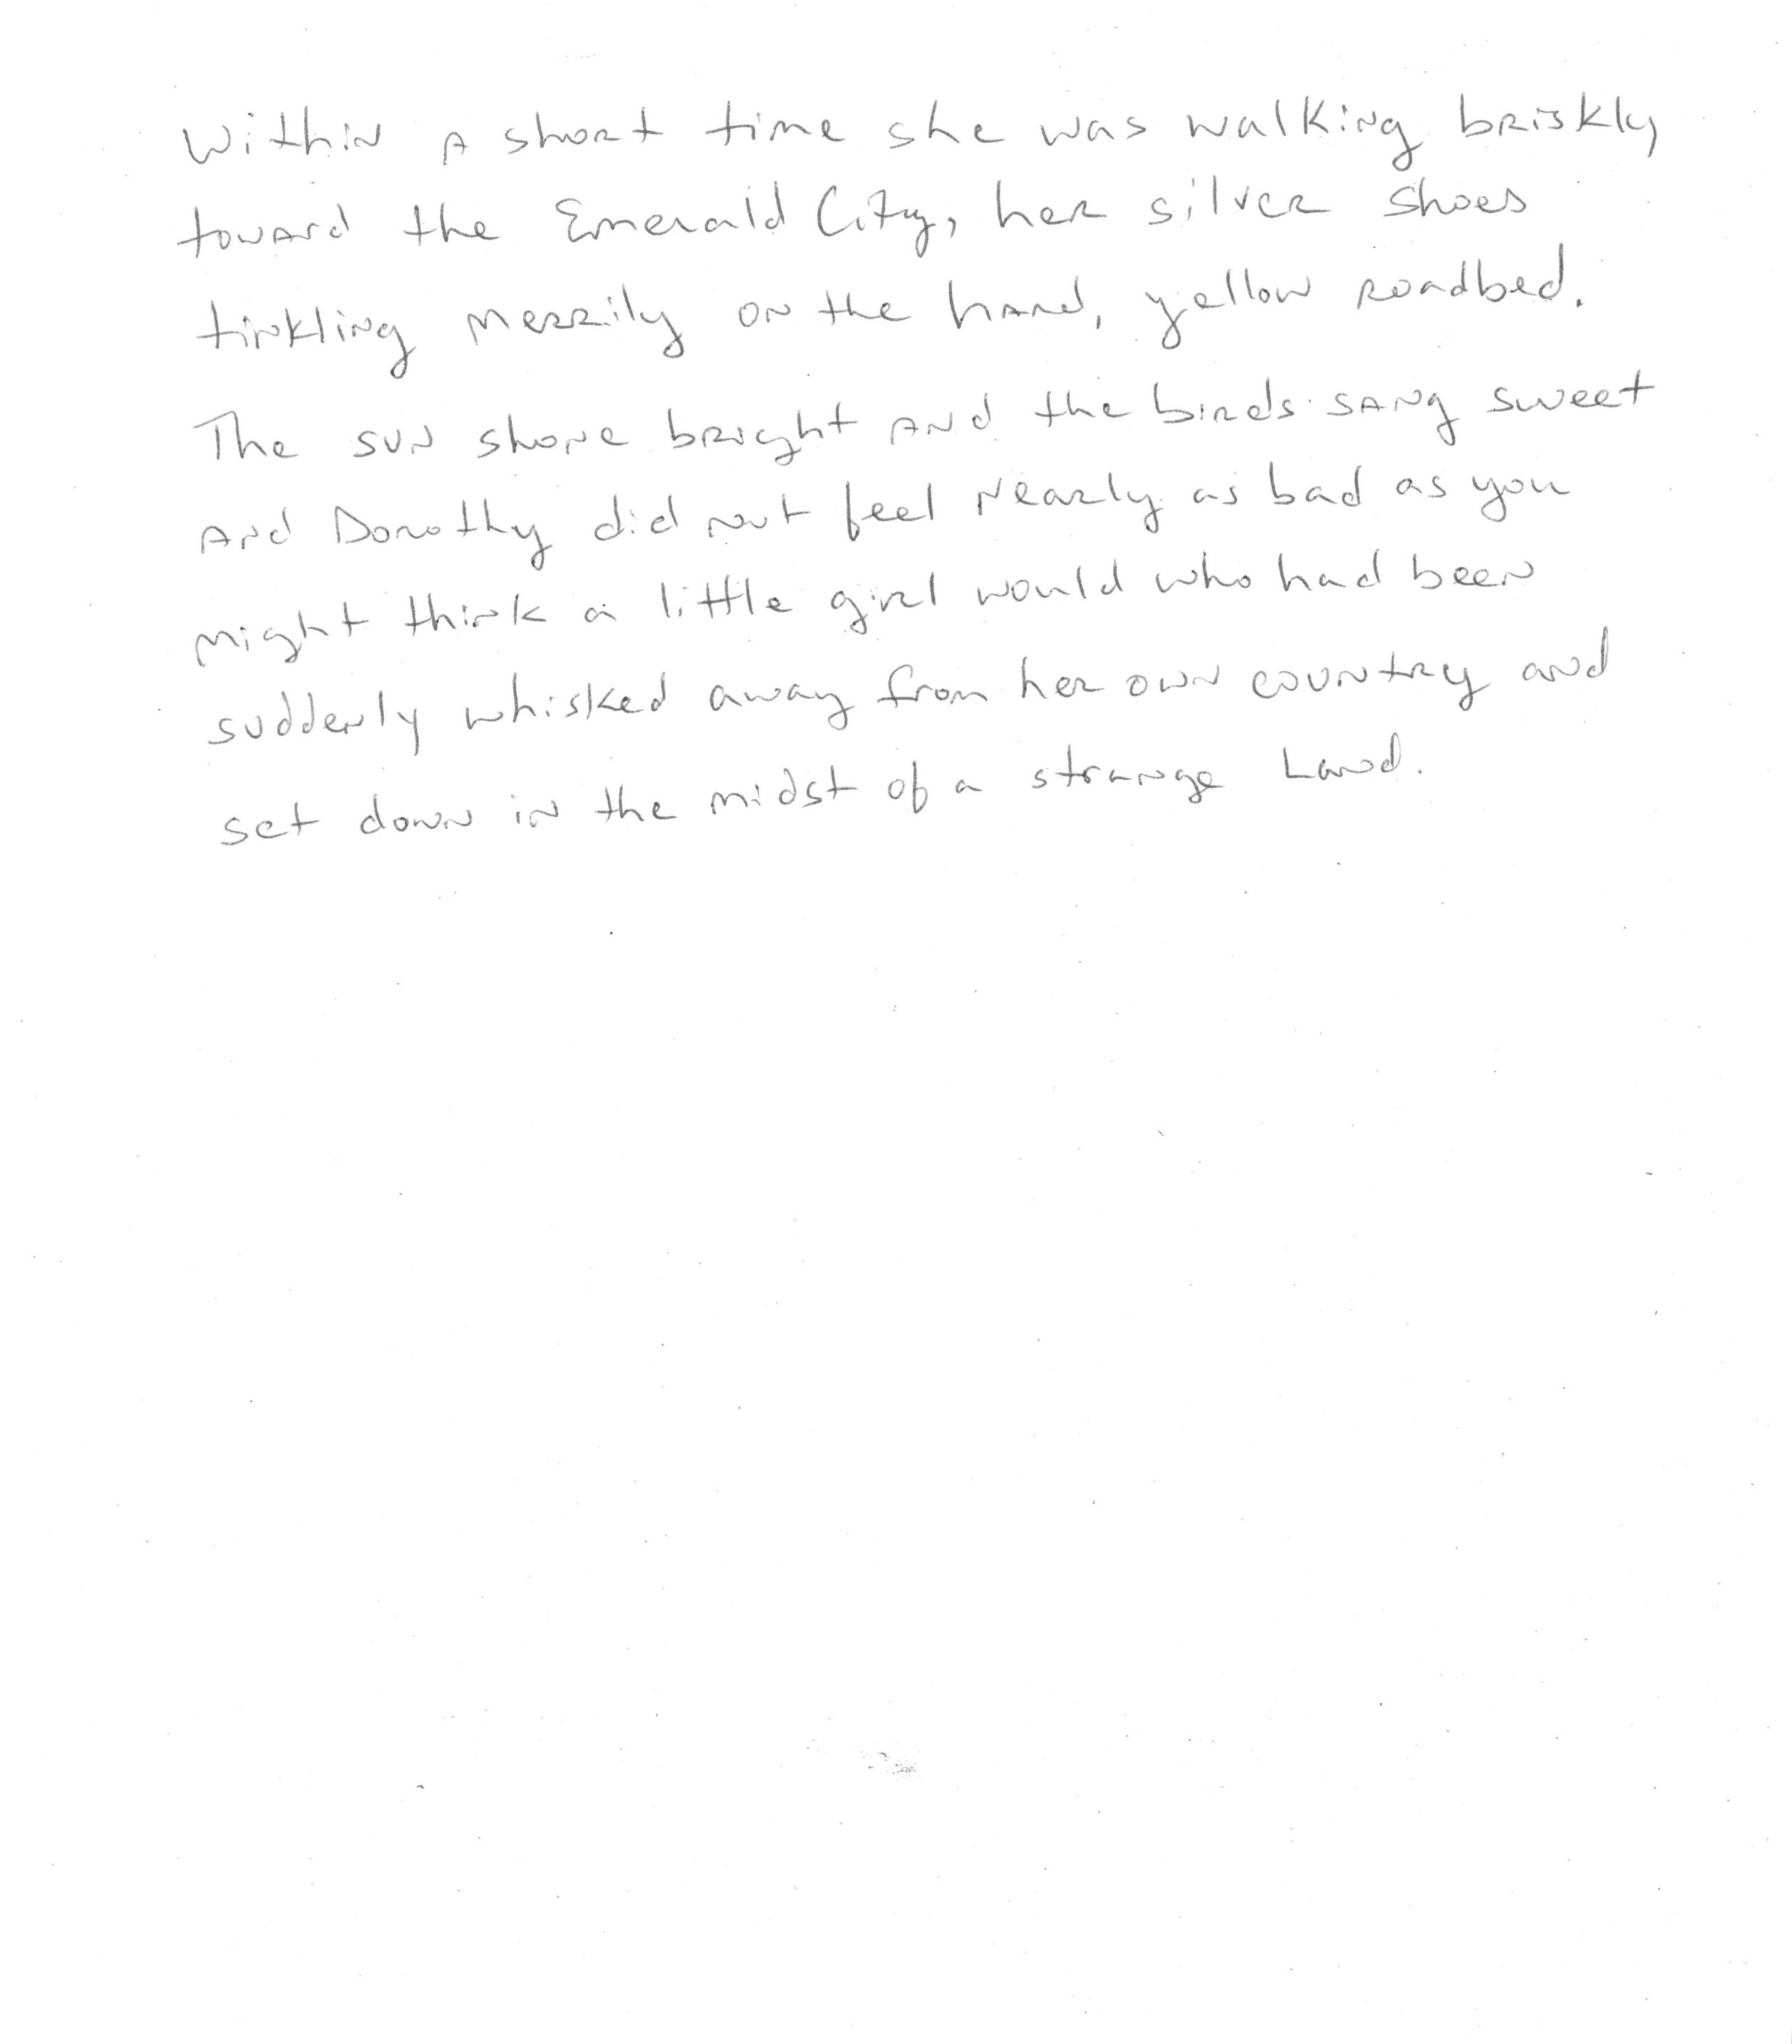 Within a short time she was walking briskly
toward the Emerald City, her silver shoes
tinkling merrily on the hard, yellow roadbed.
The sun shone bright and the birds sang sweet
and Dorothy did not feel nearly as bad as you
might think a little girl would who had been
suddenly whisked away from her own country and
set down in the midst of a strange land.